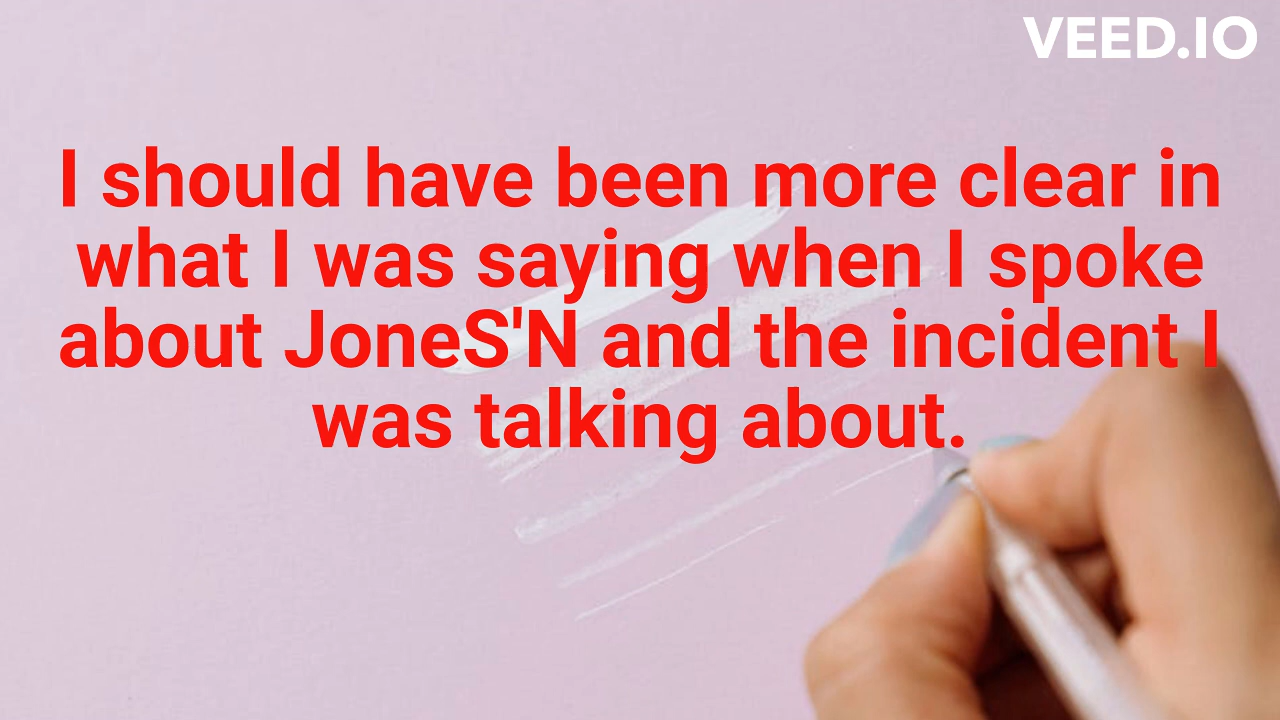 VEED.IO
I should have been more clear in
what I was saying when I spoke
about JoneS'N and the incident I
was talking about.